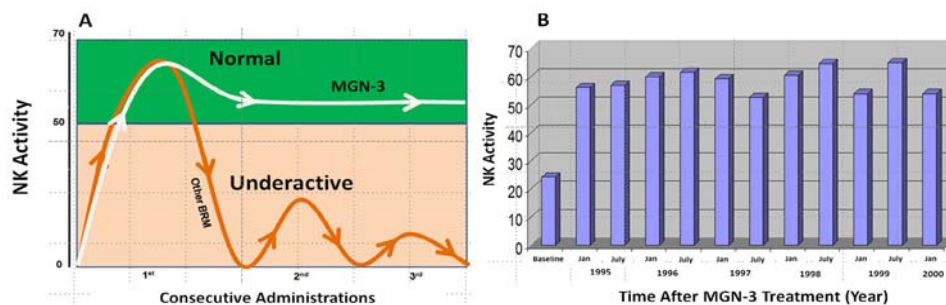 A
70
Normal
MGN-3
50
NK Activity
Other BRM
Underactive
0
1st
2nd
3rd
Consecutive Administrations
B
70
60
50
40
30
20
10
0
NK Activity
Baseline Jan July Jan July Jan July Jan July Jan July Jan
1995 1996 1997 1998 1999 2000
Time After MGN-3 Treatment (Year)